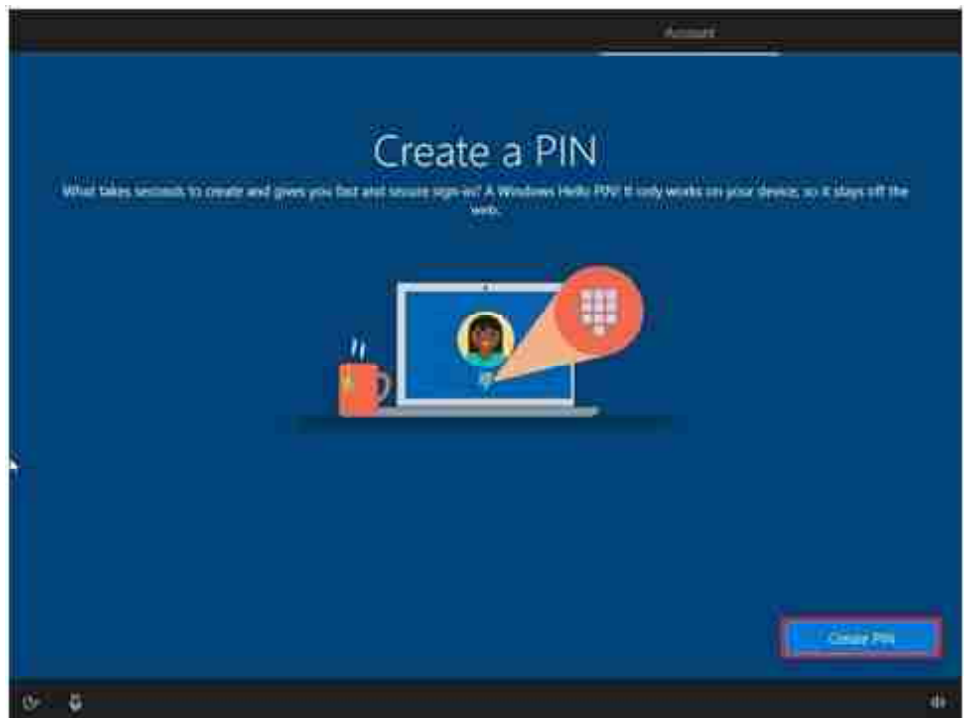 Account
Create a PIN
What takes seconds to create and gives you fast and secure sign-in? A Windows Hello PIN! It only works on your device, so it stays off the
web.
Create PIN